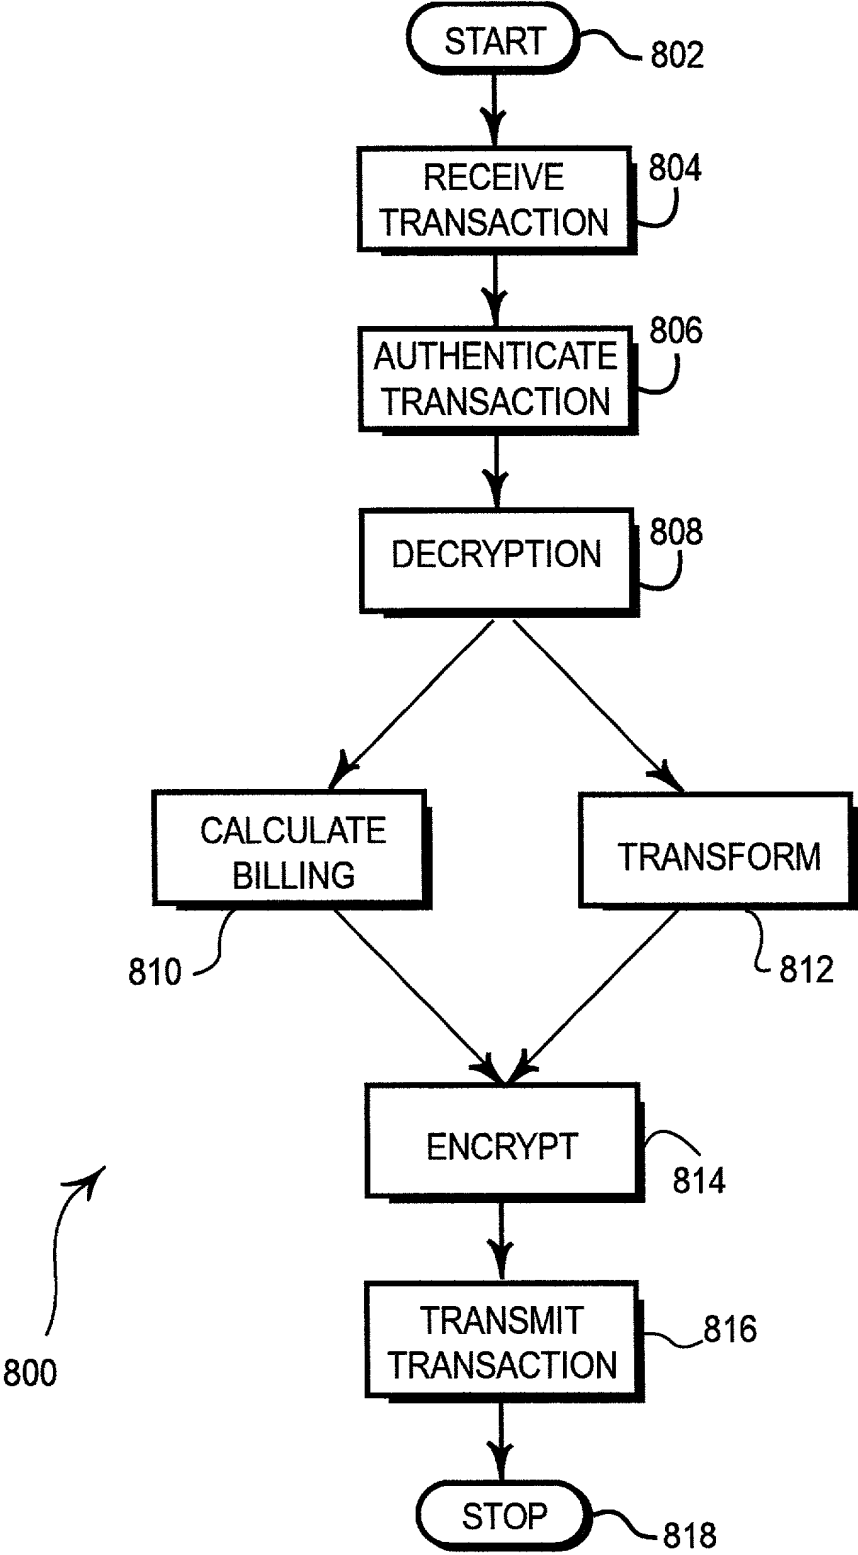 START
802
RECEIVE
TRANSACTION
804
AUTHENTICATE
TRANSACTION
806
DECRYPTION
808
CALCULATE
BILLING
810
TRANSFORM
812
ENCRYPT
814
TRANSMIT
TRANSACTION
816
800
STOP
818